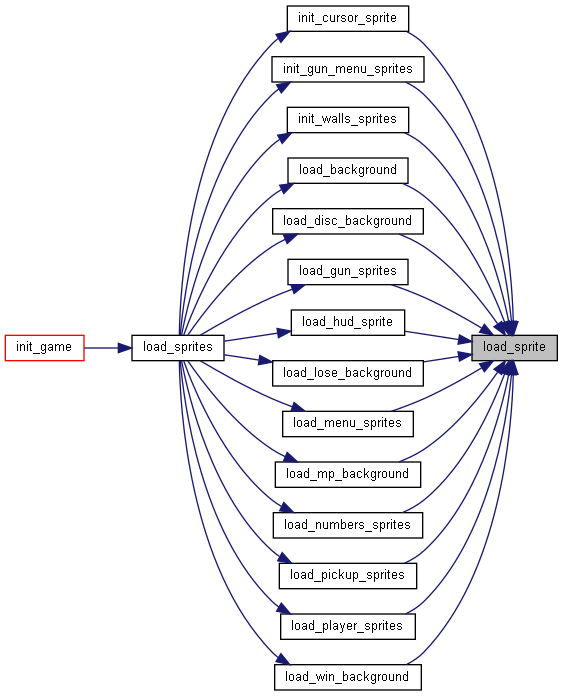 init_cursor_sprite
init_gun_menu_sprites
init_walls_sprites
load_background
load_disc_background
load_gun_sprites
load_hud_sprite
init_game
load_sprites
load_sprite
load_lose_background
load_menu_sprites
load_mp_background
load_numbers_sprites
load_pickup_sprites
load_player_sprites
load_win_background